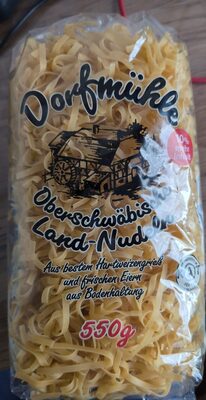 Dorfmühle
Oberschwäbis
Land-Nud
Aus bestem Hartweizengrieß
und frischen Eiern
aus Bodenhaltung
550g